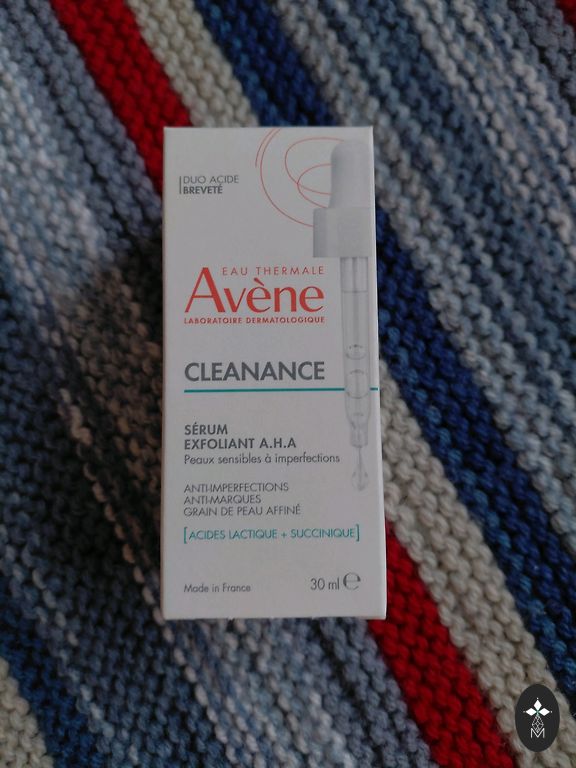 DUO ACIDE
BREVETÉ
EAU THERMALE
Avène
LABORATOIRE DERMATOLOGIQUE
CLEANANCE
SÉRUM
EXFOLIANT A.H.A
Peaux sensibles à imperfections
ANTI-IMPERFECTIONS
ANTI-MARQUES
GRAIN DE PEAU AFFINÉ
[ACIDES LACTIQUE + SUCCINIQUE]
Made in France
30 ml ℮
M